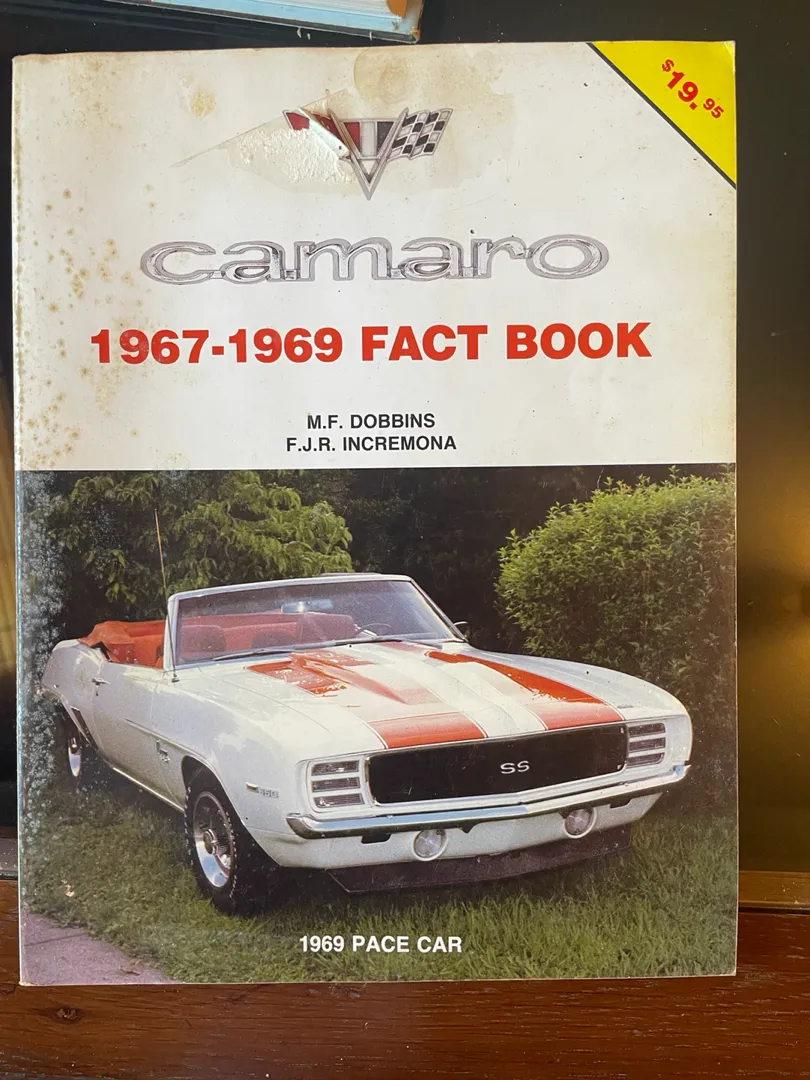 $19.95
camaro
1967-1969 FACT BOOK
M.F. DOBBINS
F.J.R. INCREMONA
SS
1969 PACE CAR